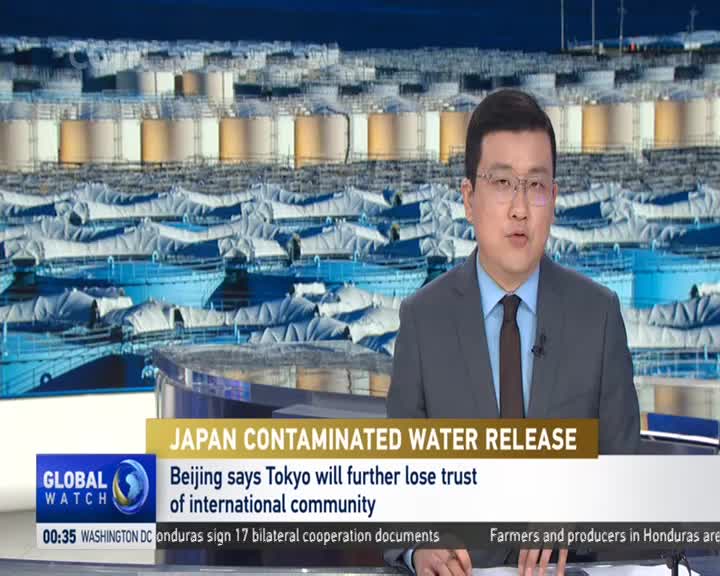 JAPAN CONTAMINATED WATER RELEASE
Beijing says Tokyo will further lose trust
of international community
GLOBAL
WATCH
00:35 WASHINGTON DC
onduras sign 17 bilateral cooperation documents Farmers and producers in Honduras are